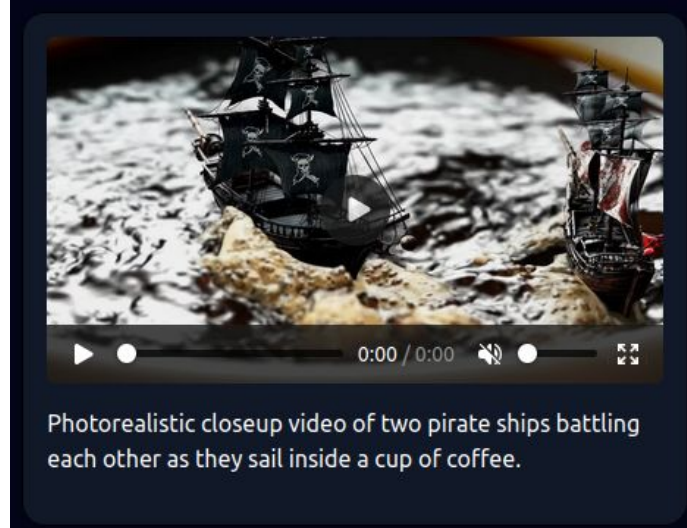 0:00 / 0:00
Photorealistic closeup video of two pirate ships battling
each other as they sail inside a cup of coffee.